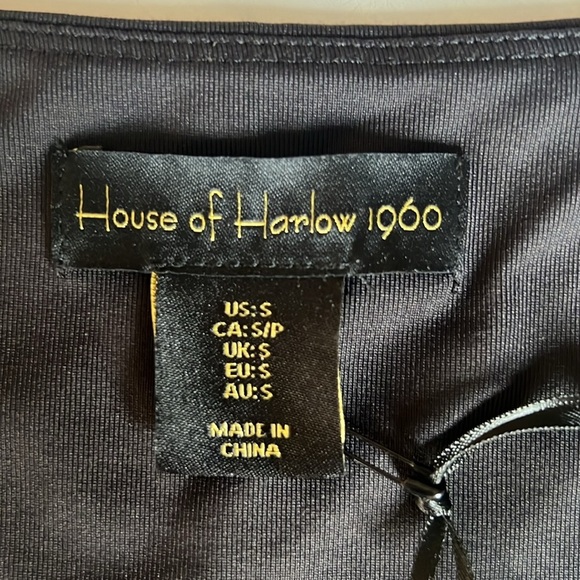 House of Harlow 1960
US: S
CA: S/P
UK: S
EU: S
AU: S
MADE IN
CHINA